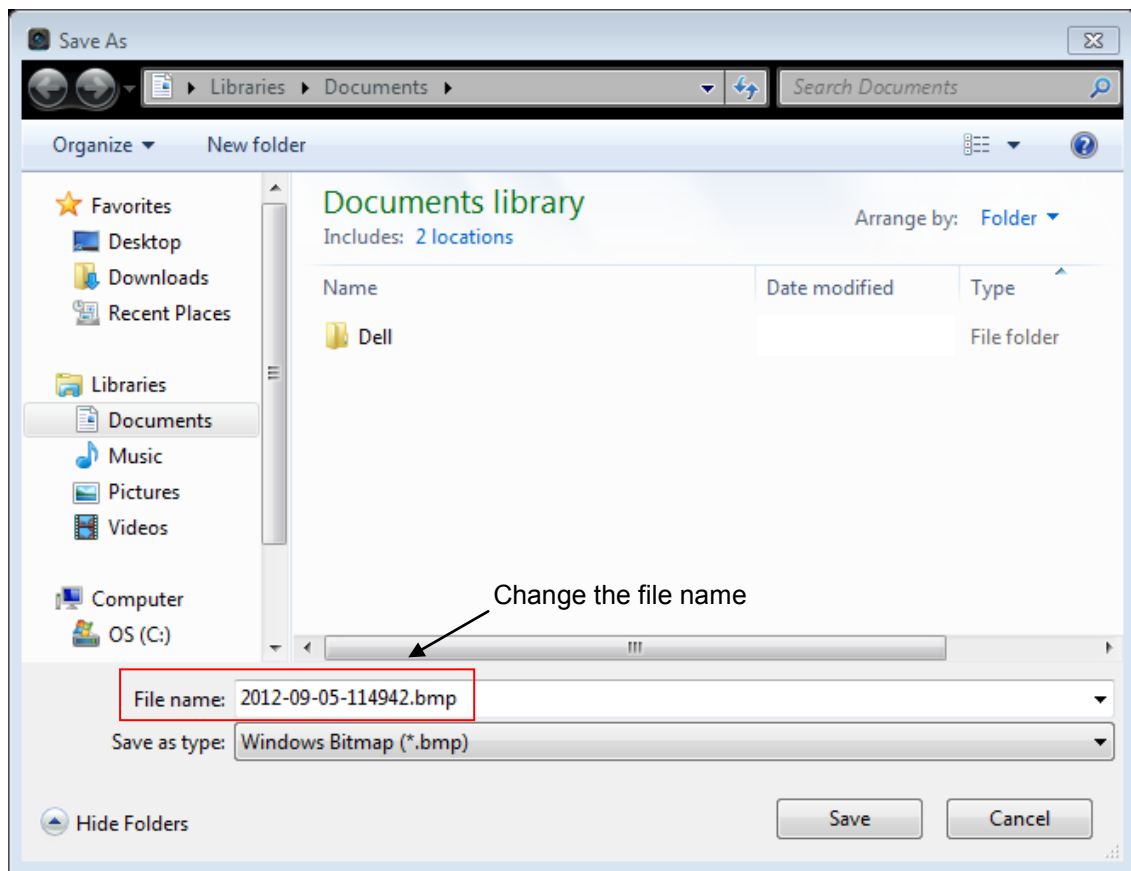 Save As
Libraries Documents
Search Documents
Organize
New folder
Favorites
Desktop
Downloads
Recent Places
Libraries
Documents
Music
Pictures
Videos
Computer
OS (C:)
Documents library
Includes: 2 locations
Arrange by: Folder
Name Date modified Type
Dell File folder
Change the file name
File name: 2012-09-05-114942.bmp
Save as type: Windows Bitmap (*.bmp)
Hide Folders
Save
Cancel